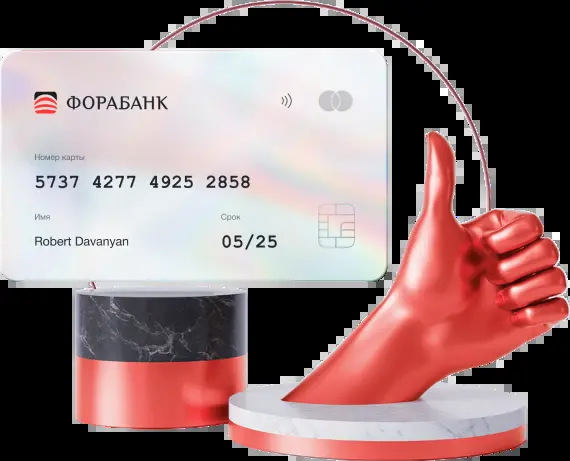 ФОРАБАНК
Номер карты
5737 4277 4925 2858
Имя
Срок
Robert Davanyan
05/25